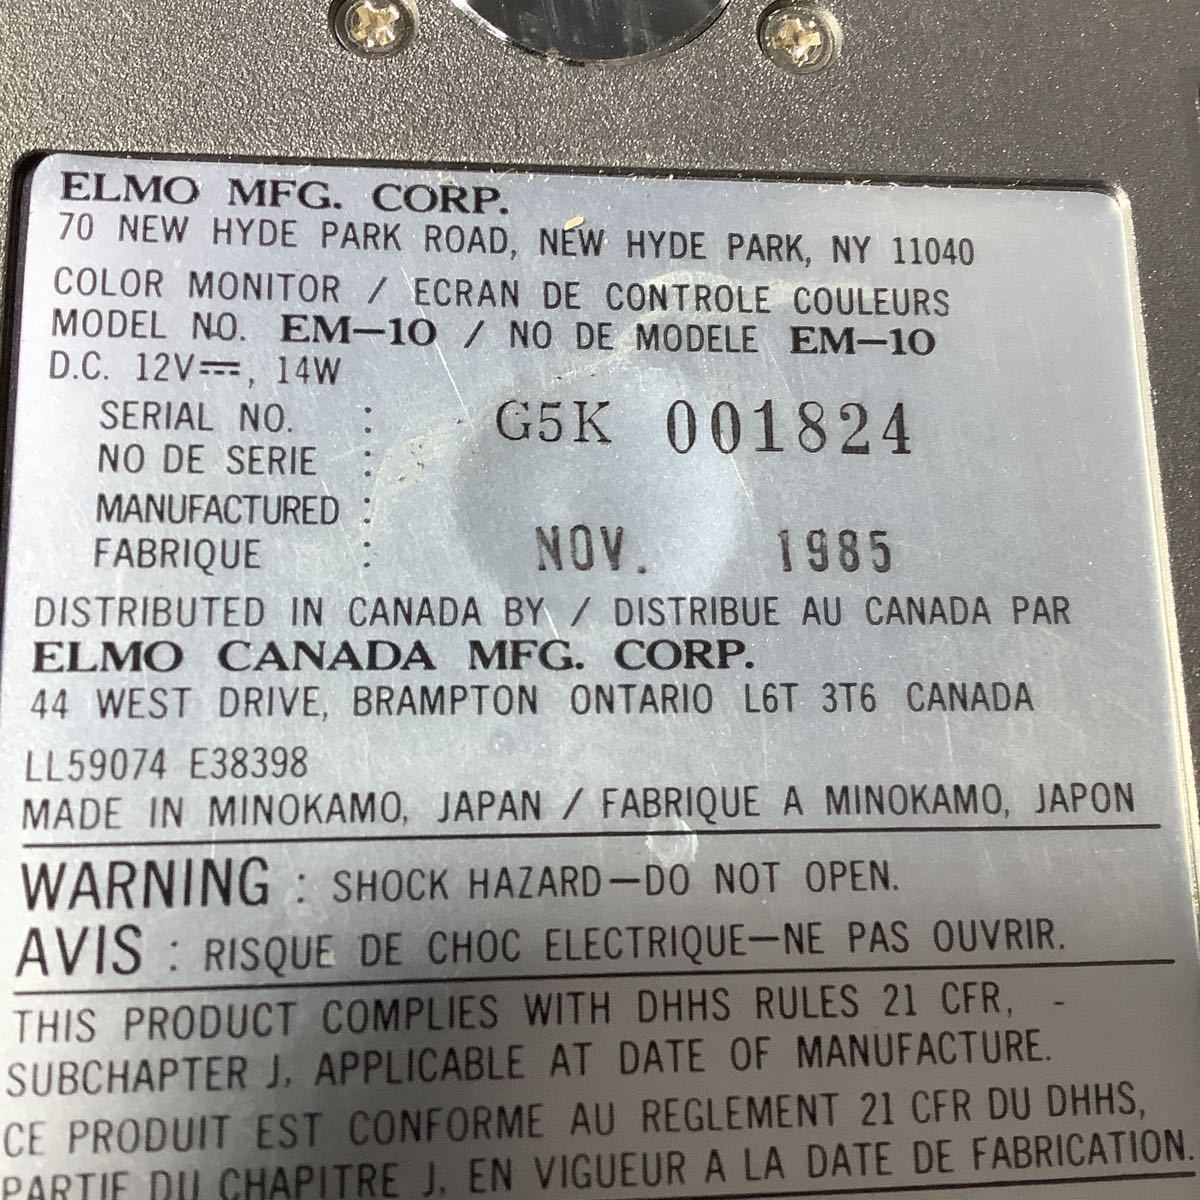 ELMO MFG. CORP.
70 NEW HYDE PARK ROAD, NEW HYDE PARK, NY 11040
COLOR MONITOR / ECRAN DE CONTROLE COULEURS
MODEL NO. EM-10 / NO DE MODELE EM-10
D.C. 12V⎓, 14W
SERIAL NO. : G5K 001824
NO DE SERIE :
MANUFACTURED :
FABRIQUE : NOV. 1985
DISTRIBUTED IN CANADA BY / DISTRIBUE AU CANADA PAR
ELMO CANADA MFG. CORP.
44 WEST DRIVE, BRAMPTON ONTARIO L6T 3T6 CANADA
LL59074 E38398
MADE IN MINOKAMO, JAPAN / FABRIQUE A MINOKAMO, JAPON
WARNING : SHOCK HAZARD-DO NOT OPEN.
AVIS : RISQUE DE CHOC ELECTRIQUE-NE PAS OUVRIR.
THIS PRODUCT COMPLIES WITH DHHS RULES 21 CFR, -
SUBCHAPTER J, APPLICABLE AT DATE OF MANUFACTURE.
CE PRODUIT EST CONFORME AU REGLEMENT 21 CFR DU DHHS,
PARTIE DU CHAPITRE J, EN VIGUEUR A LA DATE DE FABRICATION.